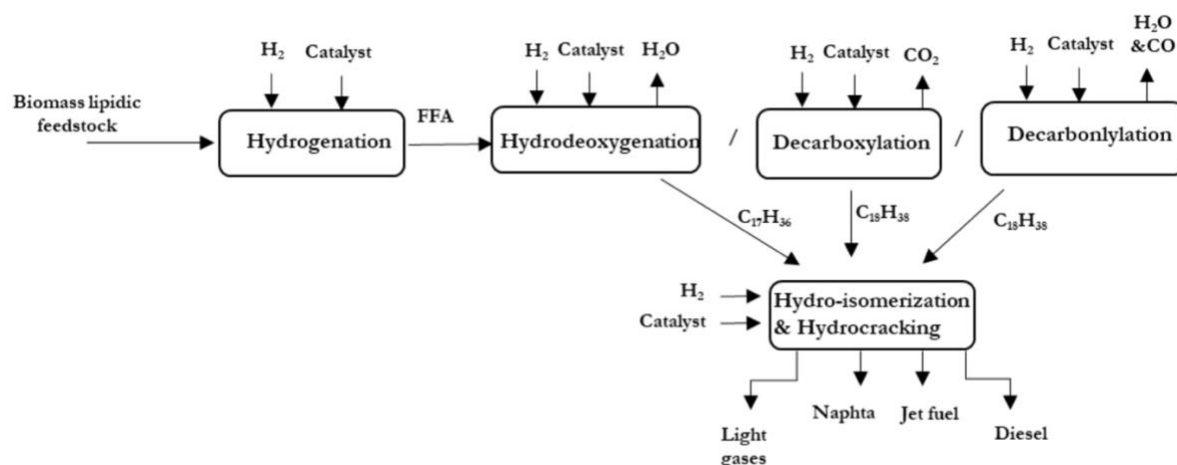 H₂ Catalyst
H₂ Catalyst H₂O
H₂ Catalyst CO₂
H₂ Catalyst H₂O
&CO
Biomass lipidic
feedstock
Hydrogenation
FFA
Hydrodeoxygenation
/
Decarboxylation
/
Decarbonlylation
C₁₇H₃₆
C₁₈H₃₈
C₁₈H₃₈
H₂
Catalyst
Hydro-isomerization
& Hydrocracking
Light
gases
Naphta
Jet fuel
Diesel